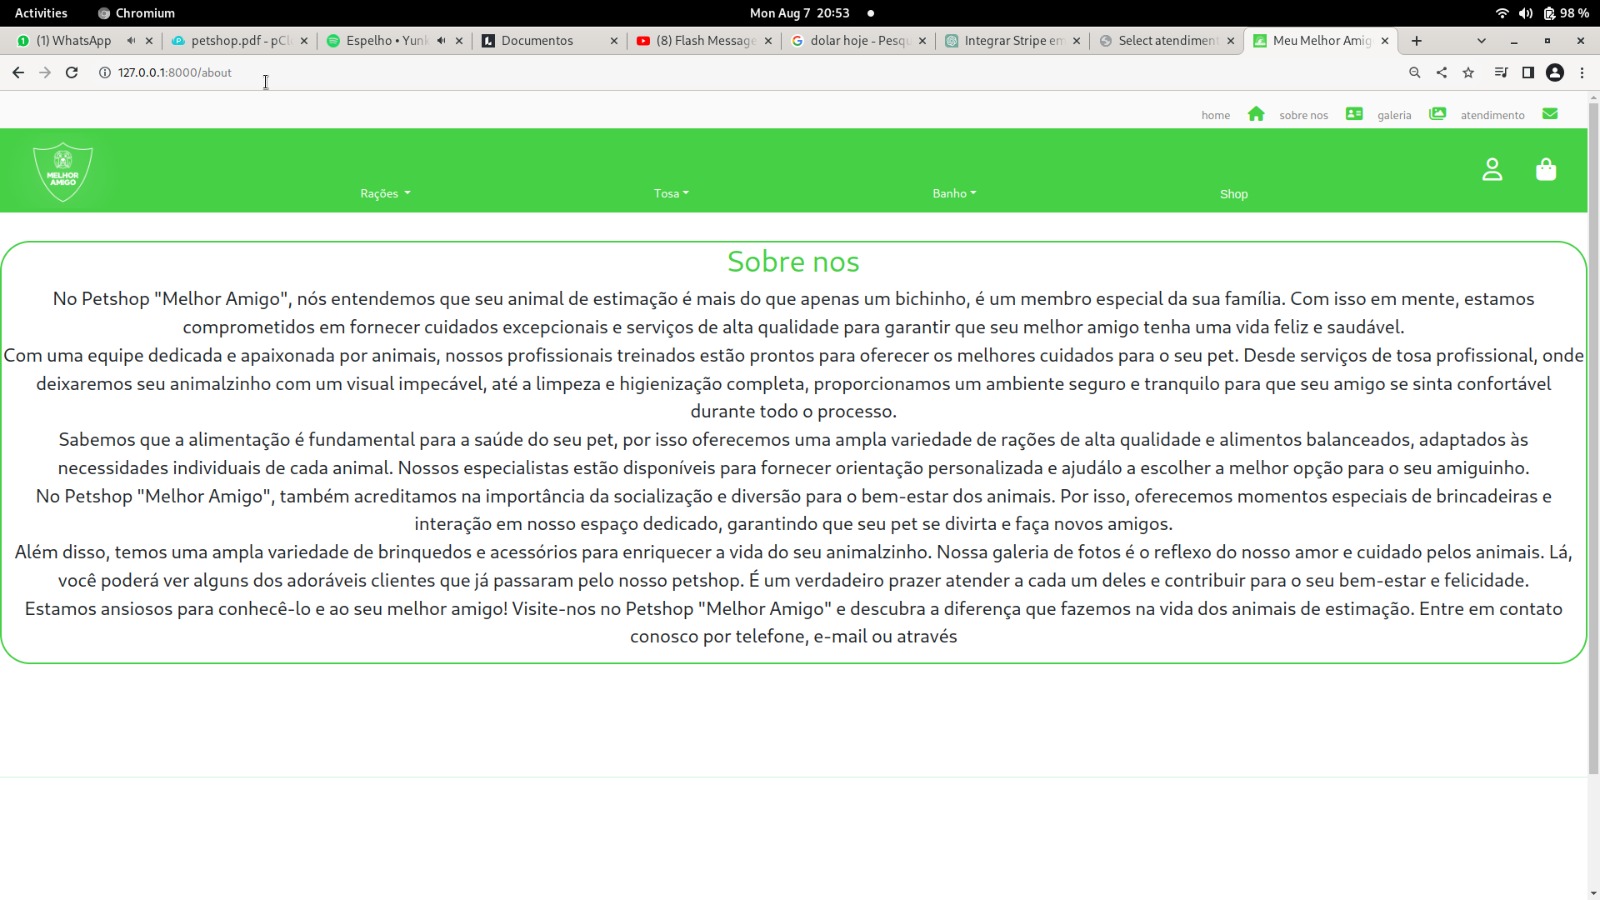 Activities Chromium Mon Aug 7 20:53 98 %
(1) WhatsApp petshop.pdf - pCl Espelho • Yunk Documentos (8) Flash Message dolar hoje - Pesqu Integrar Stripe em Select atendiment Meu Melhor Amig
127.0.0.1:8000/about
home sobre nos galeria atendimento
MELHOR
AMIGO
Rações Tosa Banho Shop
Sobre nos
No Petshop "Melhor Amigo", nós entendemos que seu animal de estimação é mais do que apenas um bichinho, é um membro especial da sua família. Com isso em mente, estamos
comprometidos em fornecer cuidados excepcionais e serviços de alta qualidade para garantir que seu melhor amigo tenha uma vida feliz e saudável.
Com uma equipe dedicada e apaixonada por animais, nossos profissionais treinados estão prontos para oferecer os melhores cuidados para o seu pet. Desde serviços de tosa profissional, onde
deixaremos seu animalzinho com um visual impecável, até a limpeza e higienização completa, proporcionamos um ambiente seguro e tranquilo para que seu amigo se sinta confortável
durante todo o processo.
Sabemos que a alimentação é fundamental para a saúde do seu pet, por isso oferecemos uma ampla variedade de rações de alta qualidade e alimentos balanceados, adaptados às
necessidades individuais de cada animal. Nossos especialistas estão disponíveis para fornecer orientação personalizada e ajudálo a escolher a melhor opção para o seu amiguinho.
No Petshop "Melhor Amigo", também acreditamos na importância da socialização e diversão para o bem-estar dos animais. Por isso, oferecemos momentos especiais de brincadeiras e
interação em nosso espaço dedicado, garantindo que seu pet se divirta e faça novos amigos.
Além disso, temos uma ampla variedade de brinquedos e acessórios para enriquecer a vida do seu animalzinho. Nossa galeria de fotos é o reflexo do nosso amor e cuidado pelos animais. Lá,
você poderá ver alguns dos adoráveis clientes que já passaram pelo nosso petshop. É um verdadeiro prazer atender a cada um deles e contribuir para o seu bem-estar e felicidade.
Estamos ansiosos para conhecê-lo e ao seu melhor amigo! Visite-nos no Petshop "Melhor Amigo" e descubra a diferença que fazemos na vida dos animais de estimação. Entre em contato
conosco por telefone, e-mail ou através